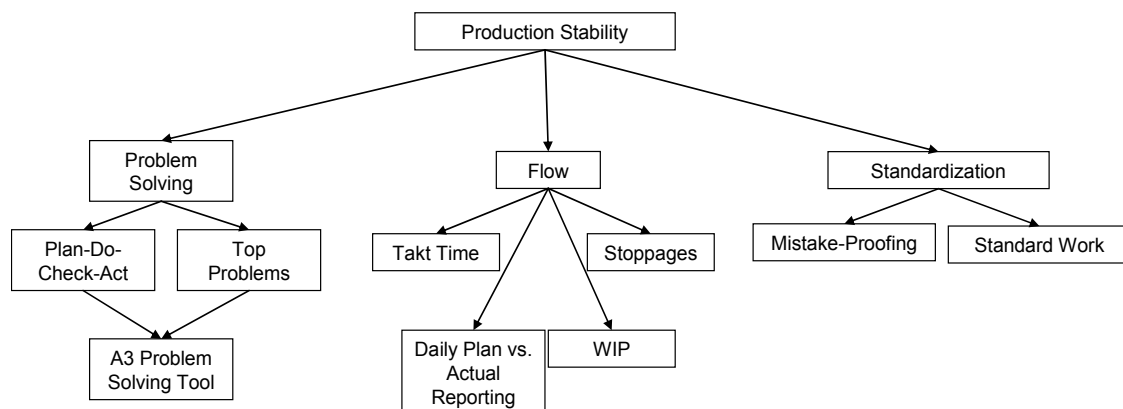 Production Stability
Problem
Solving
Flow
Standardization
Plan-Do-
Check-Act
Top
Problems
Takt Time
Stoppages
Mistake-Proofing
Standard Work
A3 Problem
Solving Tool
Daily Plan vs.
Actual
Reporting
WIP